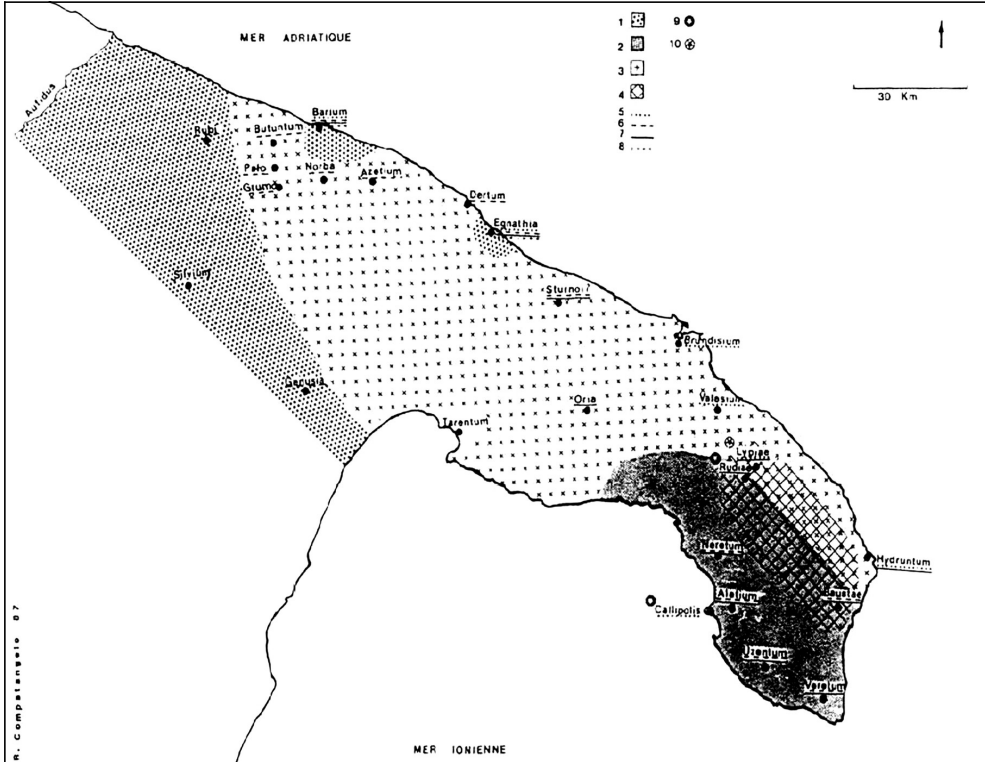 MER ADRIATIQUE
1 9
2 10
3
4
5
6
7
8
30 Km
Aufidus
Barium
Rubi
Butuntum
Palo
Norba
Azetium
Grumo
Dertum
Egnathia
Silvium
Sturnoi?
Brundisium
Genusia
Oria
Valesium
Tarentum
Lypiae
Rudiae
Neretum
Hydruntum
Aletium
Baustae
Callipolis
Uzentum
Veretum
MER IONIENNE
R. Compatangelo 87